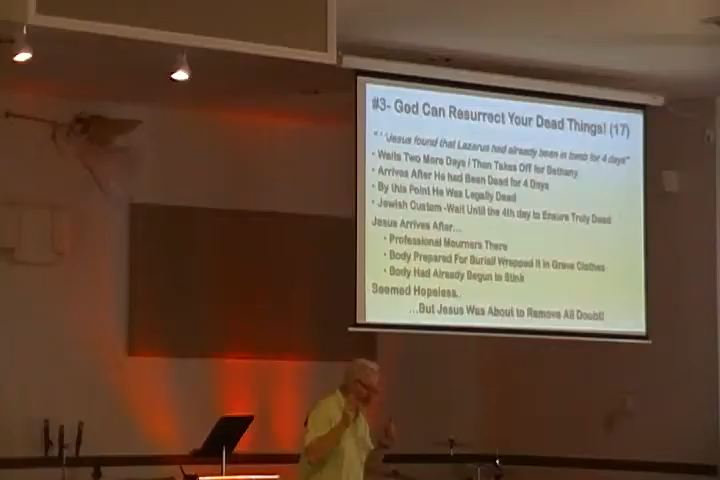 #3- God Can Resurrect Your Dead Things! (17)
"17Jesus found that Lazarus had already been in tomb for 4 days"
• Waits Two More Days / Then Takes Off for Bethany
• Arrives After He had Been Dead for 4 Days
• By this Point He Was Legally Dead
• Jewish Custom -Wait Until the 4th day to Ensure Truly Dead
Jesus Arrives After...
• Professional Mourners There
• Body Prepared For Burial/ Wrapped it in Grave Clothes
• Body Had Already Begun to Stink
Seemed Hopeless..
...But Jesus Was About to Remove All Doubt!